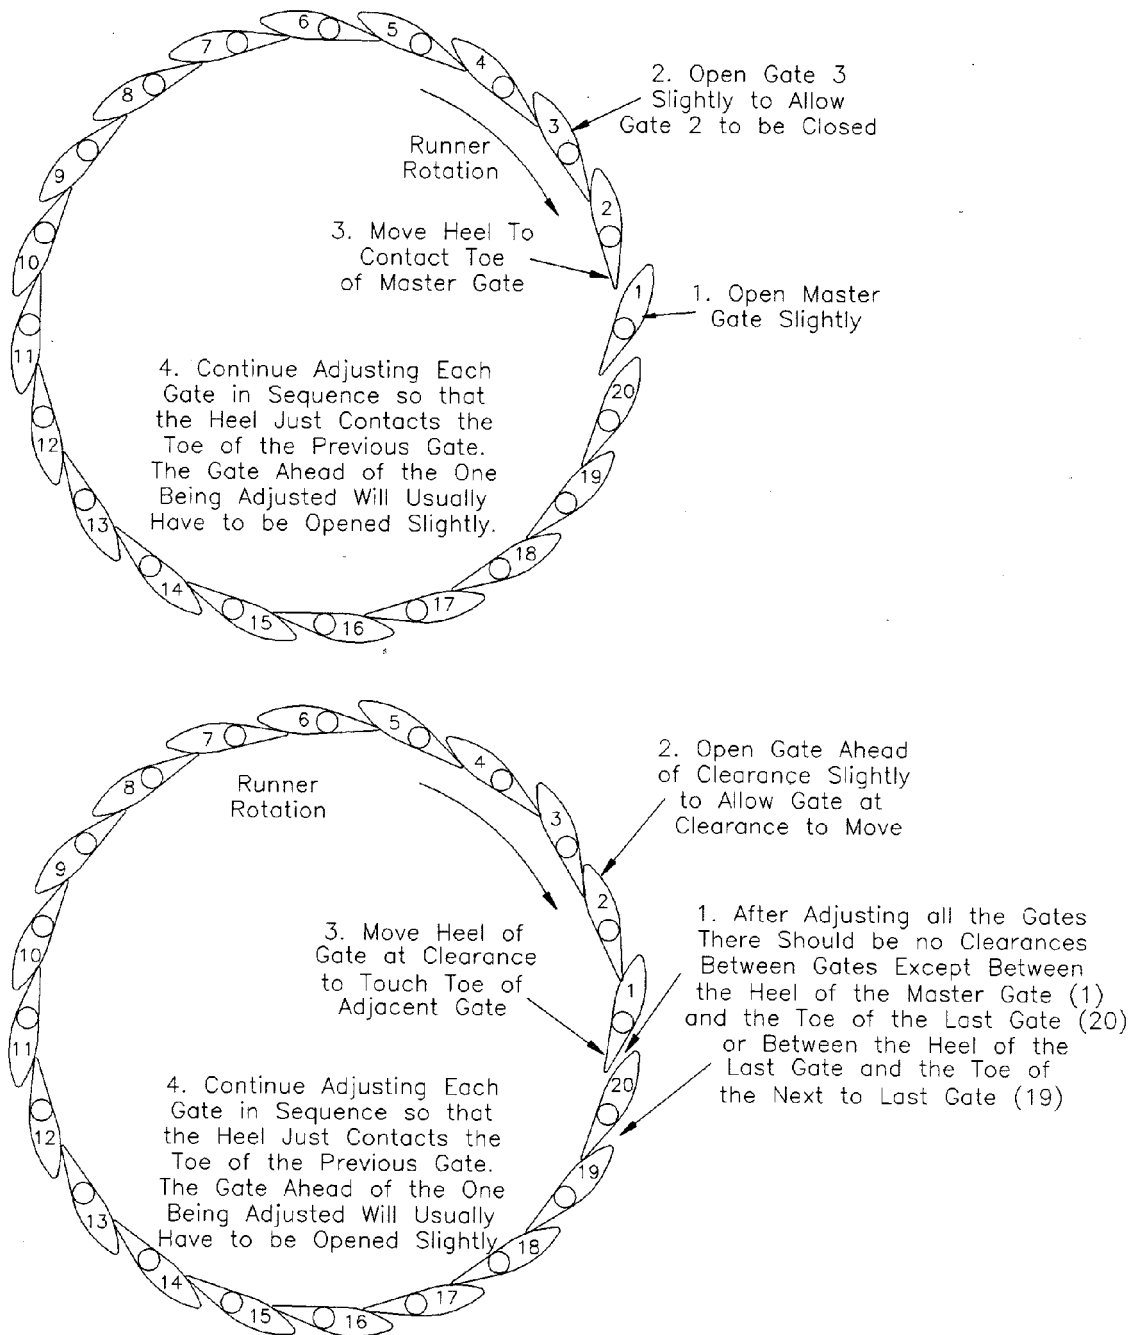 6
5
7
4
8
3
9
2
10
1
11
20
12
19
13
18
14
17
15
16
2. Open Gate 3
Slightly to Allow
Gate 2 to be Closed
Runner
Rotation
3. Move Heel To
Contact Toe
of Master Gate
1. Open Master
Gate Slightly
4. Continue Adjusting Each
Gate in Sequence so that
the Heel Just Contacts the
Toe of the Previous Gate.
The Gate Ahead of the One
Being Adjusted Will Usually
Have to be Opened Slightly.
6
5
7
4
8
3
9
2
10
1
11
20
12
19
13
18
14
17
15
16
Runner
Rotation
2. Open Gate Ahead
of Clearance Slightly
to Allow Gate at
Clearance to Move
3. Move Heel of
Gate at Clearance
to Touch Toe of
Adjacent Gate
1. After Adjusting all the Gates
There Should be no Clearances
Between Gates Except Between
the Heel of the Master Gate (1)
and the Toe of the Last Gate (20)
or Between the Heel of the
Last Gate and the Toe of
the Next to Last Gate (19)
4. Continue Adjusting Each
Gate in Sequence so that
the Heel Just Contacts the
Toe of the Previous Gate.
The Gate Ahead of the One
Being Adjusted Will Usually
Have to be Opened Slightly.